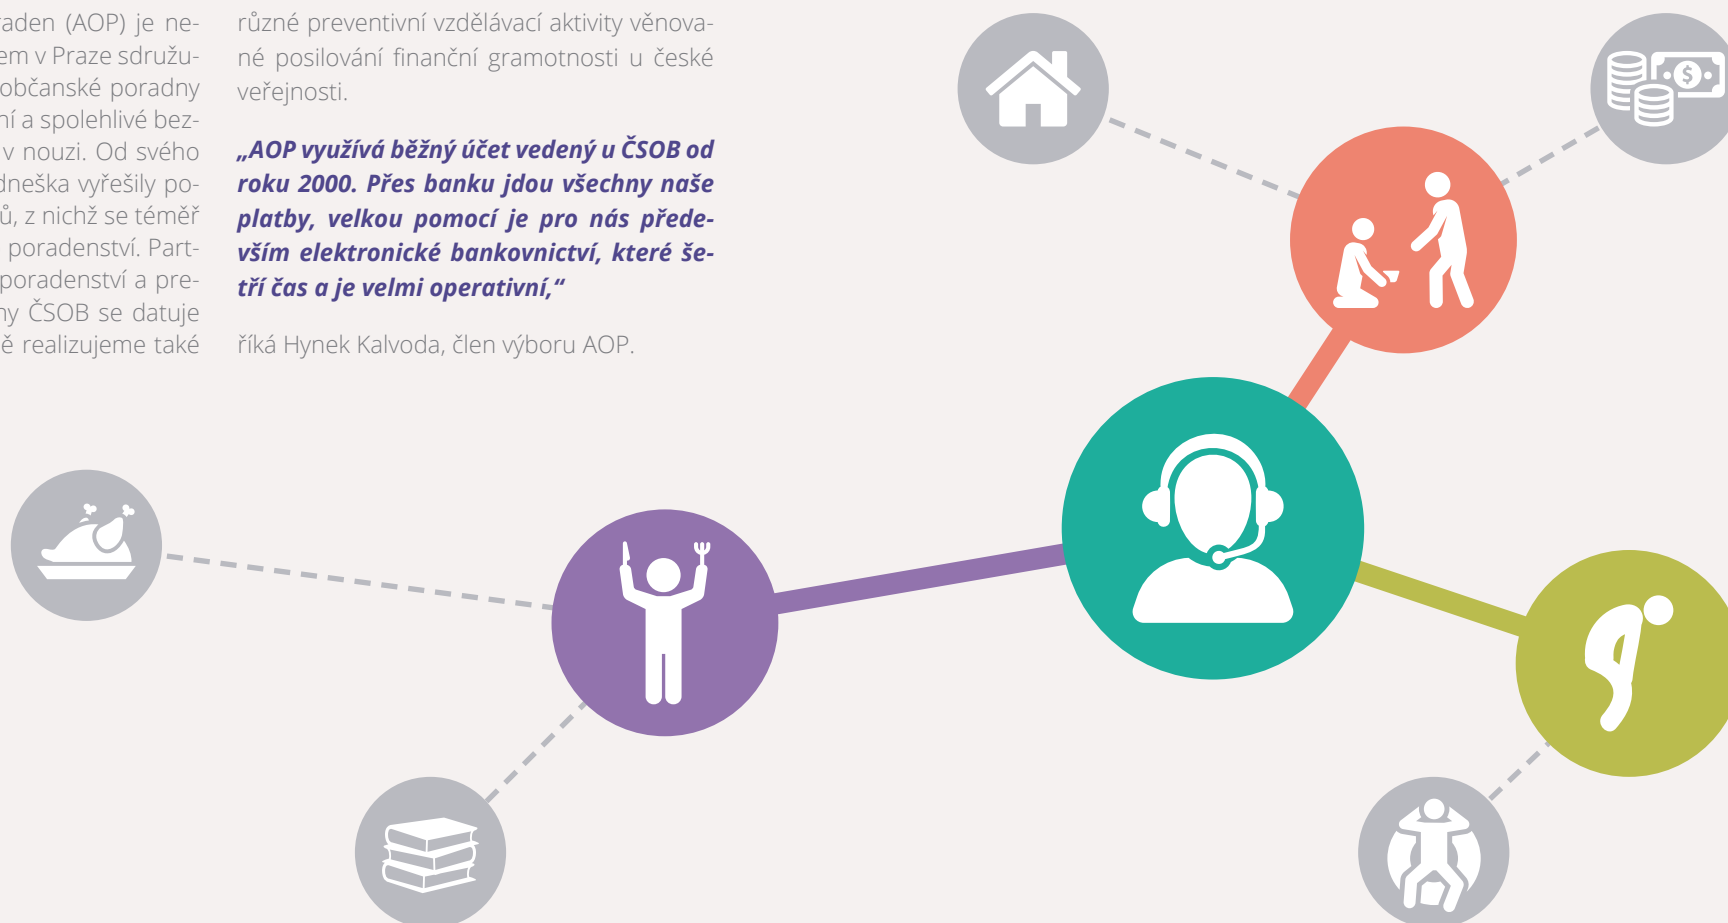 raden (AOP) je ne-
em v Praze sdružu-
občanské poradny
ní a spolehlivé bez-
v nouzi. Od svého
dneška vyřešily po-
ů, z nichž se téměř
poradenství. Part-
poradenství a pre-
ny ČSOB se datuje
ě realizujeme také
různé preventivní vzdělávací aktivity věnova-
né posilování finanční gramotnosti u české
veřejnosti.
„AOP využívá běžný účet vedený u ČSOB od
roku 2000. Přes banku jdou všechny naše
platby, velkou pomocí je pro nás přede-
vším elektronické bankovnictví, které še-
tří čas a je velmi operativní,“
říká Hynek Kalvoda, člen výboru AOP.